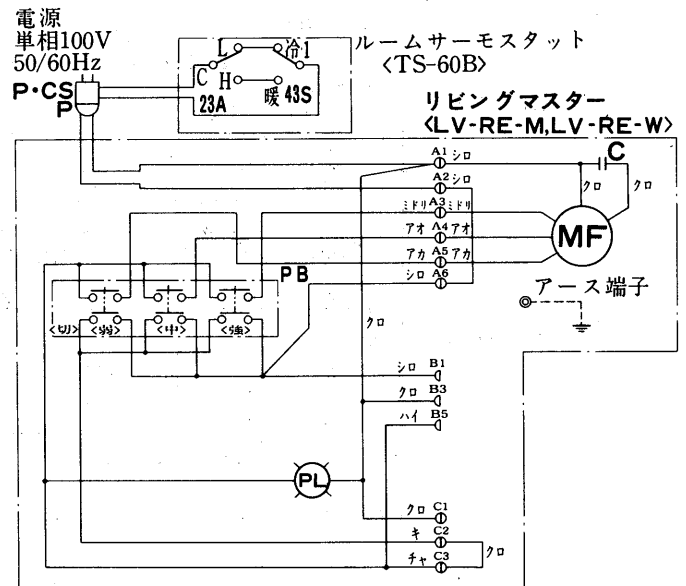 電源
単相100V
50/60Hz
P・CS
P
L 冷1
C H
23A 暖 43S
ルームサーモスタット
〈TS-60B〉
リビングマスター
〈LV-RE-M,LV-RE-W〉
A1 シロ
C
A2 シロ
クロ クロ
ミドリ A3 ミドリ
アオ A4 アオ
MF
アカ A5 アカ
シロ A6
PB
アース端子
〈切〉 〈弱〉 〈中〉 〈強〉
クロ
シロ B1
クロ B3
ハイ B5
PL
クロ C1
キ C2
クロ
チャ C3